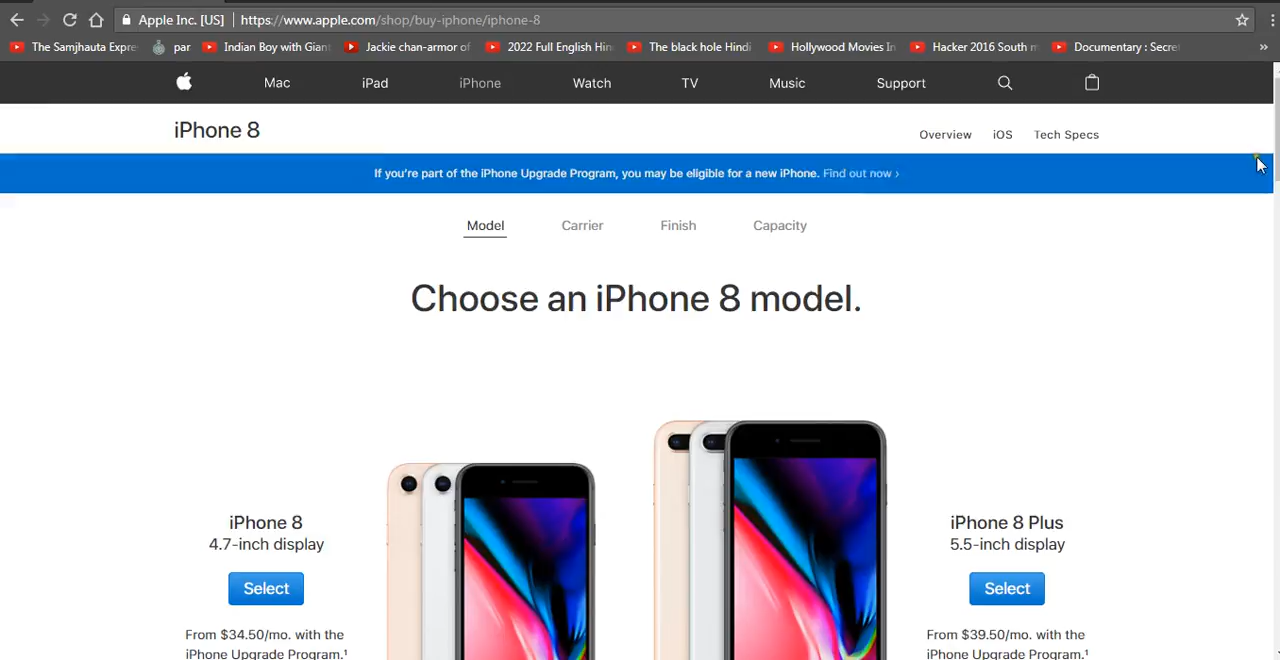 Apple Inc. [US] https://www.apple.com/shop/buy-iphone/iphone-8
The Samjhauta Expre par Indian Boy with Gian Jackie chan-armor of 2022 Full English Hin The black hole Hindi Hollywood Movies In Hacker 2016 South m Documentary : Secre »
Mac iPad iPhone Watch TV Music Support
iPhone 8
Overview iOS Tech Specs
If you’re part of the iPhone Upgrade Program, you may be eligible for a new iPhone. Find out now ›
Model Carrier Finish Capacity
Choose an iPhone 8 model.
iPhone 8
4.7-inch display
Select
From $34.50/mo. with the
iPhone Upgrade Program.¹
iPhone 8 Plus
5.5-inch display
Select
From $39.50/mo. with the
iPhone Upgrade Program.¹